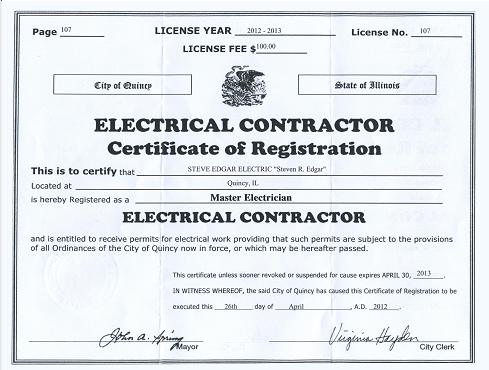 Page 107 LICENSE YEAR 2012 - 2013 License No. 107
LICENSE FEE $100.00
City of Quincy State of Illinois
ELECTRICAL CONTRACTOR
Certificate of Registration
This is to certify that STEVE EDGAR ELECTRIC "Steven R. Edgar"
Located at Quincy, IL
is hereby Registered as a Master Electrician
ELECTRICAL CONTRACTOR
and is entitled to receive permits for electrical work providing that such permits are subject to the provisions
of all Ordinances of the City of Quincy now in force, or which may be hereafter passed.
This certificate unless sooner revoked or suspended for cause expires APRIL 30, 2013.
IN WITNESS WHEREOF, the said City of Quincy has caused this Certificate of Registration to be
executed this 26th day of April, A.D. 2012.
John A. Spring Virginia Hayden
Mayor City Clerk